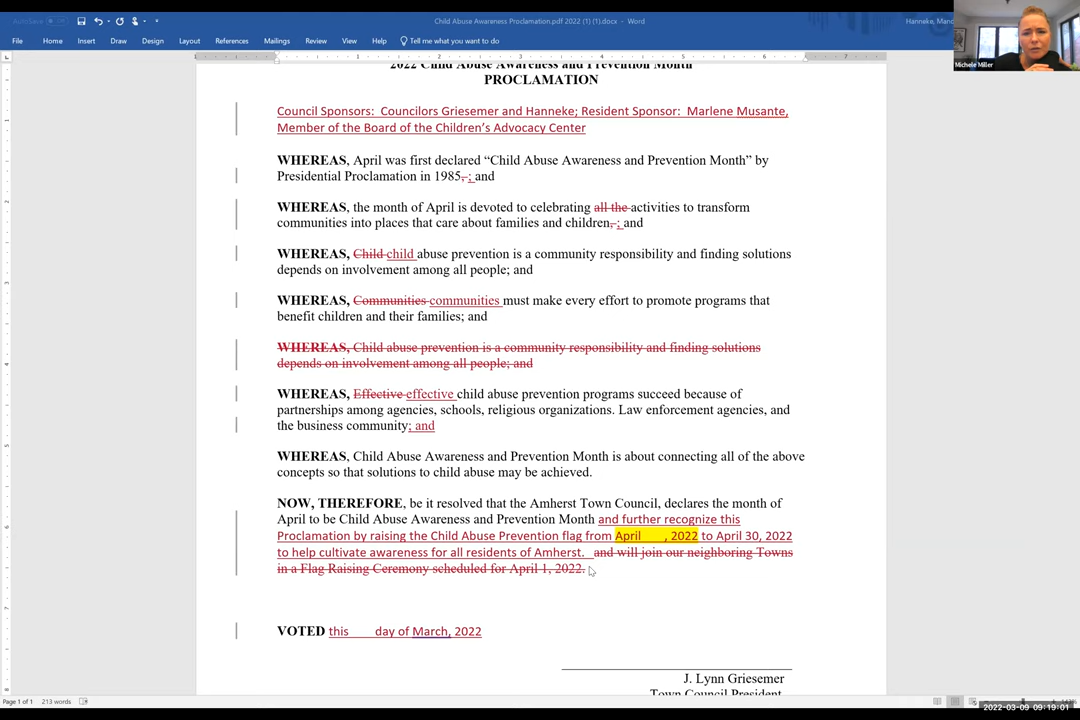 AutoSave
Child Abuse Awareness Proclamation.pdf 2022 (1) (1).docx - Word
Hanneke, Mand
File Home Insert Draw Design Layout References Mailings Review View Help Tell me what you want to do
Michele Miller
2022 Child Abuse Awareness and Prevention Month
PROCLAMATION
Council Sponsors: Councilors Griesemer and Hanneke; Resident Sponsor: Marlene Musante,
Member of the Board of the Children's Advocacy Center
WHEREAS, April was first declared “Child Abuse Awareness and Prevention Month” by
Presidential Proclamation in 1985, ; and
WHEREAS, the month of April is devoted to celebrating all the activities to transform
communities into places that care about families and children, ; and
WHEREAS, Child child abuse prevention is a community responsibility and finding solutions
depends on involvement among all people; and
WHEREAS, Communities communities must make every effort to promote programs that
benefit children and their families; and
WHEREAS, Child abuse prevention is a community responsibility and finding solutions
depends on involvement among all people; and
WHEREAS, Effective effective child abuse prevention programs succeed because of
partnerships among agencies, schools, religious organizations. Law enforcement agencies, and
the business community; and
WHEREAS, Child Abuse Awareness and Prevention Month is about connecting all of the above
concepts so that solutions to child abuse may be achieved.
NOW, THEREFORE, be it resolved that the Amherst Town Council, declares the month of
April to be Child Abuse Awareness and Prevention Month and further recognize this
Proclamation by raising the Child Abuse Prevention flag from April , 2022 to April 30, 2022
to help cultivate awareness for all residents of Amherst. and will join our neighboring Towns
in a Flag Raising Ceremony scheduled for April 1, 2022.
VOTED this day of March, 2022
J. Lynn Griesemer
Town Council President
Page 1 of 1 213 words
2022-03-09 09:19:01